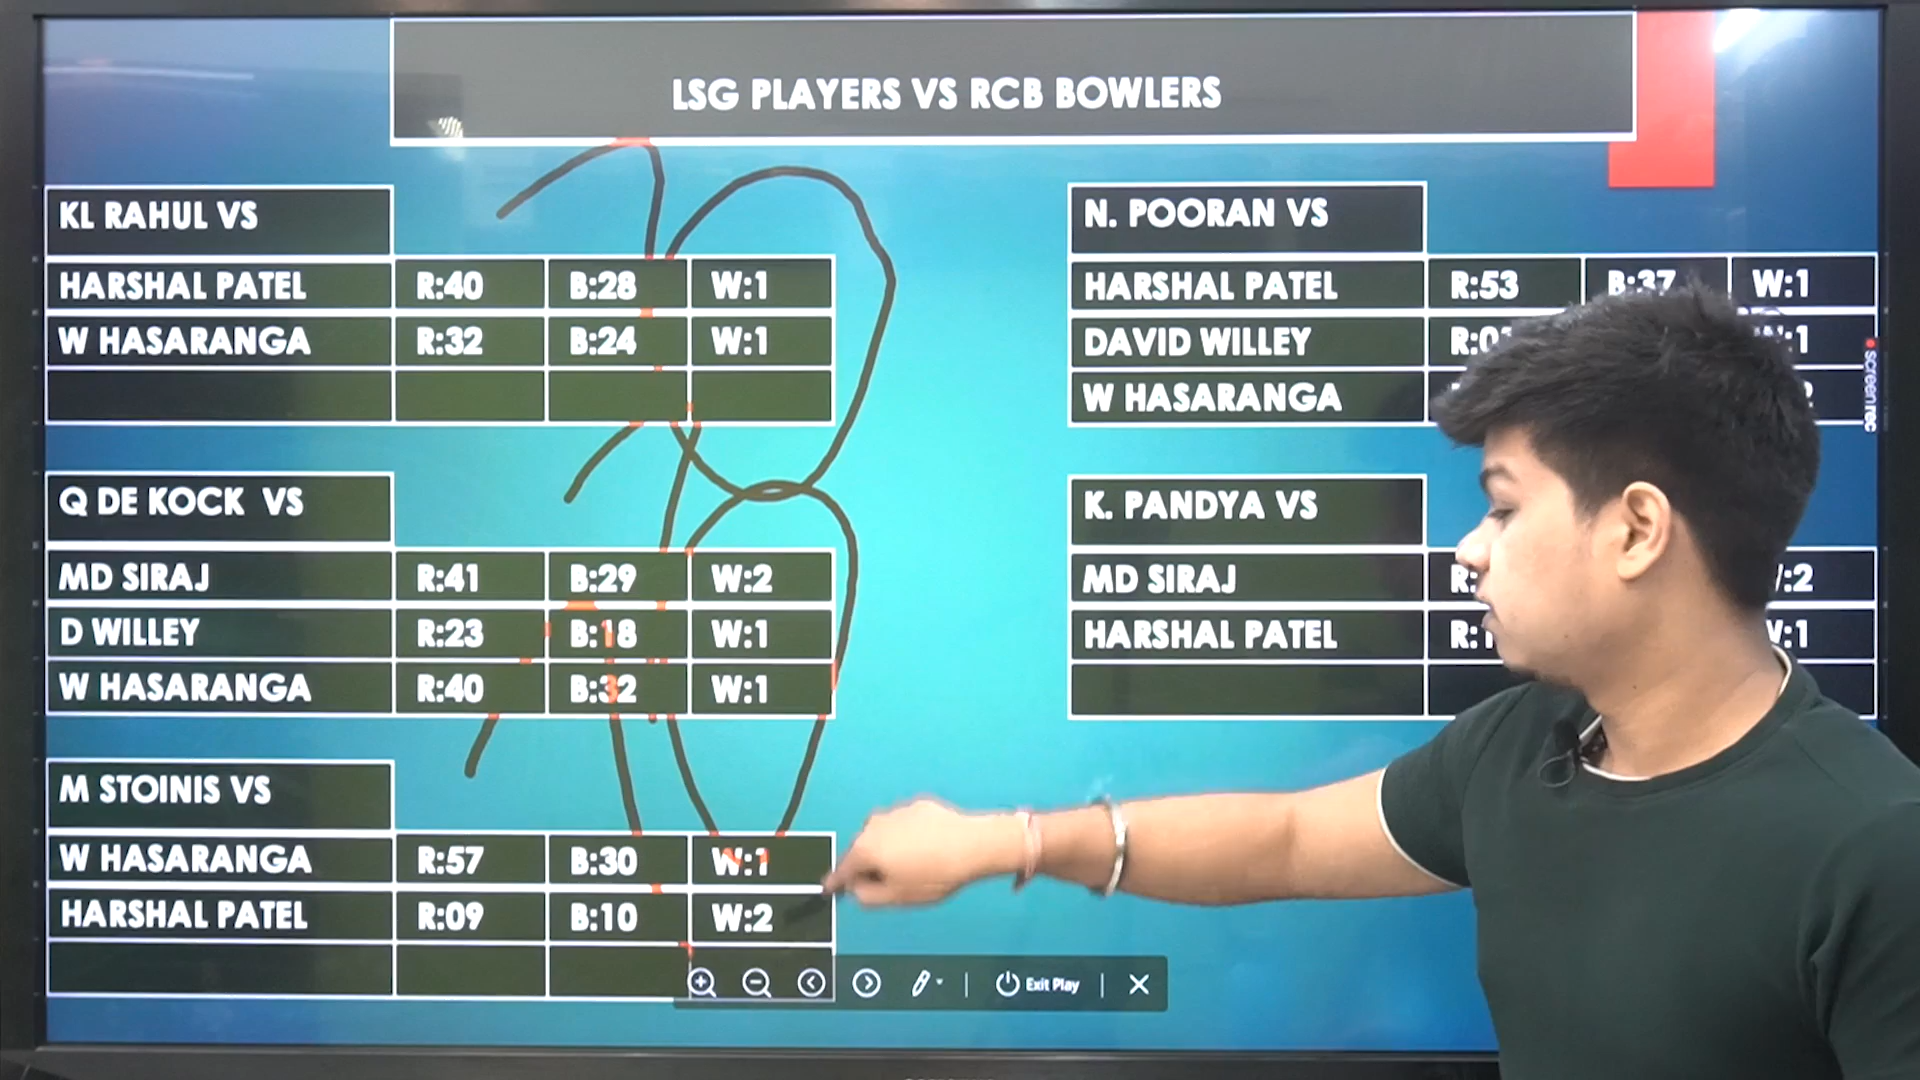 LSG PLAYERS VS RCB BOWLERS
KL RAHUL VS
HARSHAL PATEL R:40 B:28 W:1
W HASARANGA R:32 B:24 W:1
Q DE KOCK VS
MD SIRAJ R:41 B:29 W:2
D WILLEY R:23 B:18 W:1
W HASARANGA R:40 B:32 W:1
M STOINIS VS
W HASARANGA R:57 B:30 W:1
HARSHAL PATEL R:09 B:10 W:2
N. POORAN VS
HARSHAL PATEL R:53 B:37 W:1
DAVID WILLEY
W HASARANGA
K. PANDYA VS
MD SIRAJ
HARSHAL PATEL
screenrec
Exit Play